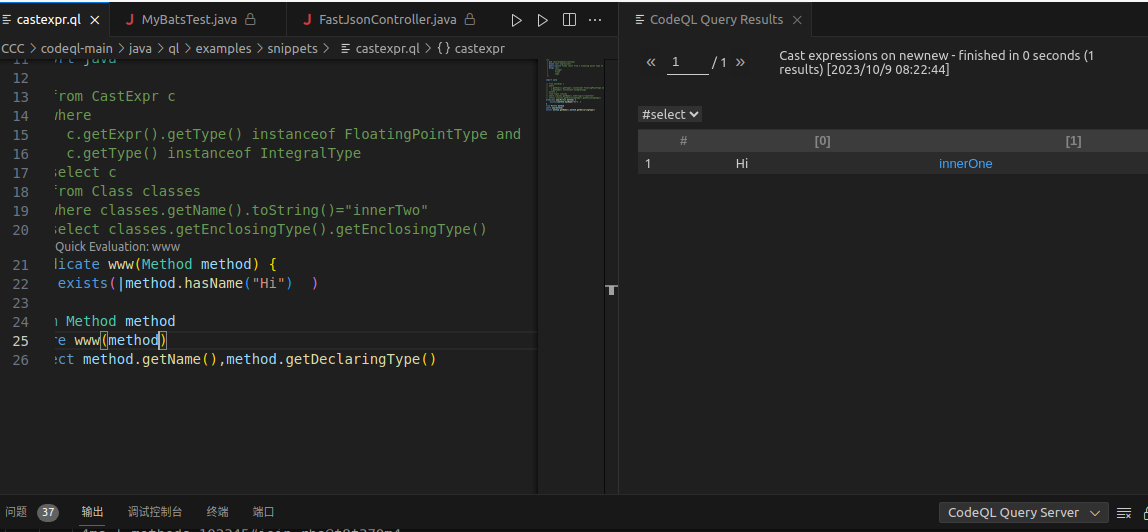 castexpr.ql
MyBatsTest.java
FastJsonController.java
CodeQL Query Results
CCC > codeql-main > java > ql > examples > snippets > castexpr.ql > {} castexpr
11 ort java
12
13 from CastExpr c
14 where
15 c.getExpr().getType() instanceof FloatingPointType and
16 c.getType() instanceof IntegralType
17 select c
18 from Class classes
19 where classes.getName().toString()="innerTwo"
20 select classes.getEnclosingType().getEnclosingType()
Quick Evaluation: www
21 dicate www(Method method) {
22 exists(|method.hasName("Hi")  )
23
24 m Method method
25 re www(method)
26 ect method.getName(),method.getDeclaringType()
« 1 / 1 »
Cast expressions on newnew - finished in 0 seconds (1
results) [2023/10/9 08:22:44]
#select
# [0] [1]
1 Hi innerOne
问题 37 输出 调试控制台 终端 端口
CodeQL Query Server